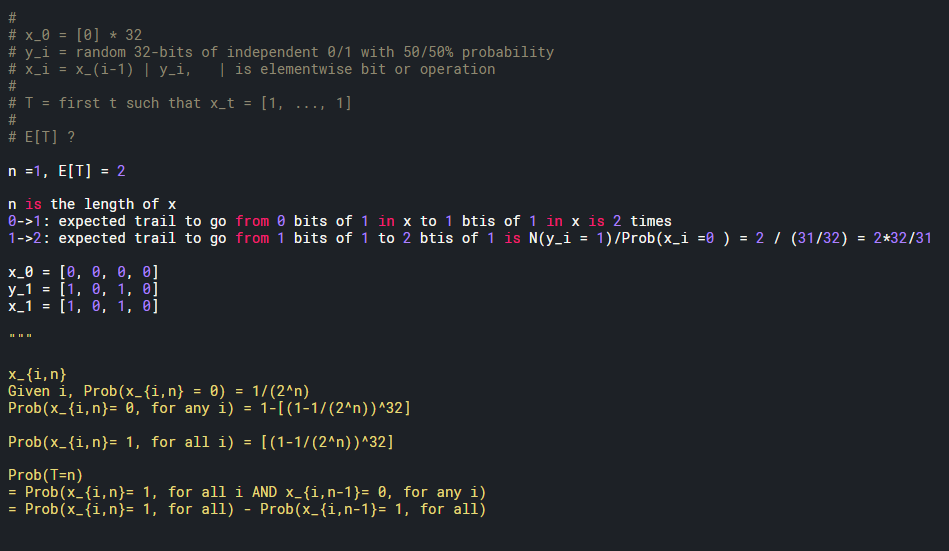 #
# x_0 = [0] * 32
# y_i = random 32-bits of independent 0/1 with 50/50% probability
# x_i = x_(i-1) | y_i,   | is elementwise bit or operation
#
# T = first t such that x_t = [1, ..., 1]
#
# E[T] ?
n =1, E[T] = 2
n is the length of x
0->1: expected trail to go from 0 bits of 1 in x to 1 btis of 1 in x is 2 times
1->2: expected trail to go from 1 bits of 1 to 2 btis of 1 is N(y_i = 1)/Prob(x_i =0 ) = 2 / (31/32) = 2*32/31
x_0 = [0, 0, 0, 0]
y_1 = [1, 0, 1, 0]
x_1 = [1, 0, 1, 0]
"""
x_{i,n}
Given i, Prob(x_{i,n} = 0) = 1/(2^n)
Prob(x_{i,n}= 0, for any i) = 1-[(1-1/(2^n))^32]
Prob(x_{i,n}= 1, for all i) = [(1-1/(2^n))^32]
Prob(T=n)
= Prob(x_{i,n}= 1, for all i AND x_{i,n-1}= 0, for any i)
= Prob(x_{i,n}= 1, for all) - Prob(x_{i,n-1}= 1, for all)